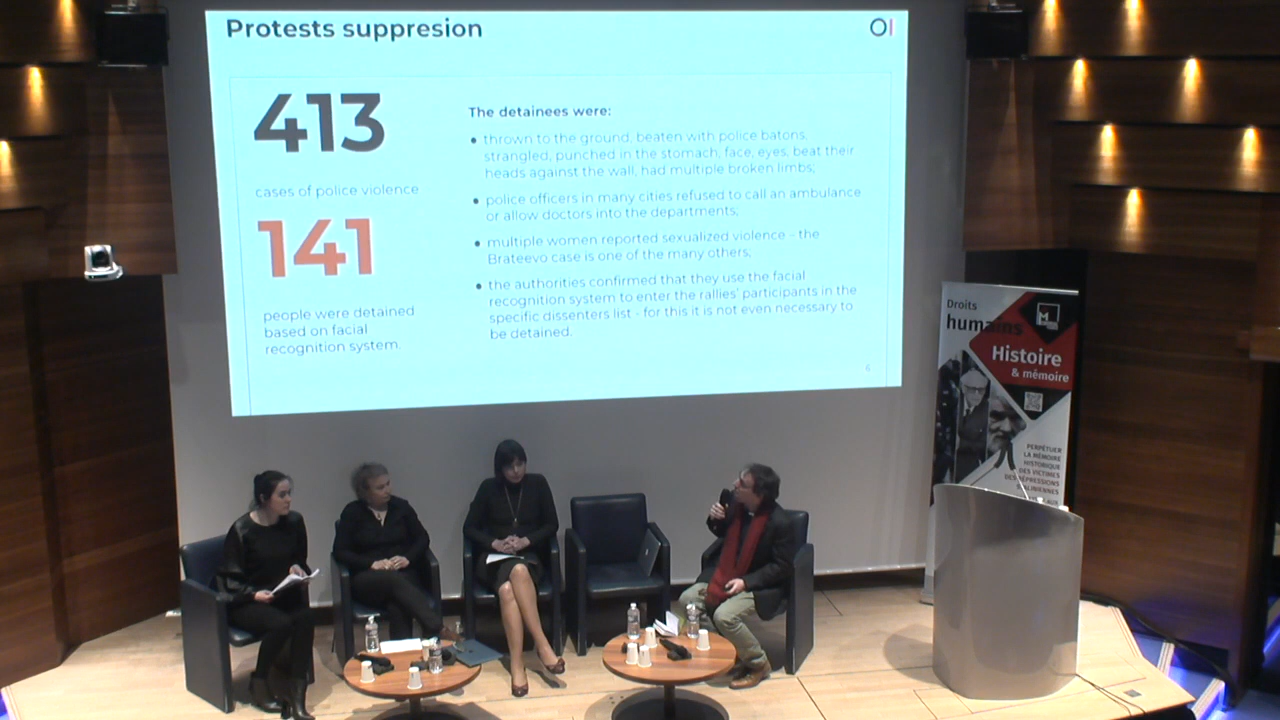 Protests suppresion
OI
413
cases of police violence
141
people were detained
based on facial
recognition system.
The detainees were:
• thrown to the ground, beaten with police batons,
strangled, punched in the stomach, face, eyes, beat their
heads against the wall, had multiple broken limbs;
• police officers in many cities refused to call an ambulance
or allow doctors into the departments;
• multiple women reported sexualized violence - the
Brateevo case is one of the many others;
• the authorities confirmed that they use the facial
recognition system to enter the rallies' participants in the
specific dissenters list - for this it is not even necessary to
be detained.
6
Droits
humains
Histoire
& mémoire
PERPÉTUER
LA MÉMOIRE
HISTORIQUE
DES VICTIMES
DES RÉPRESSIONS